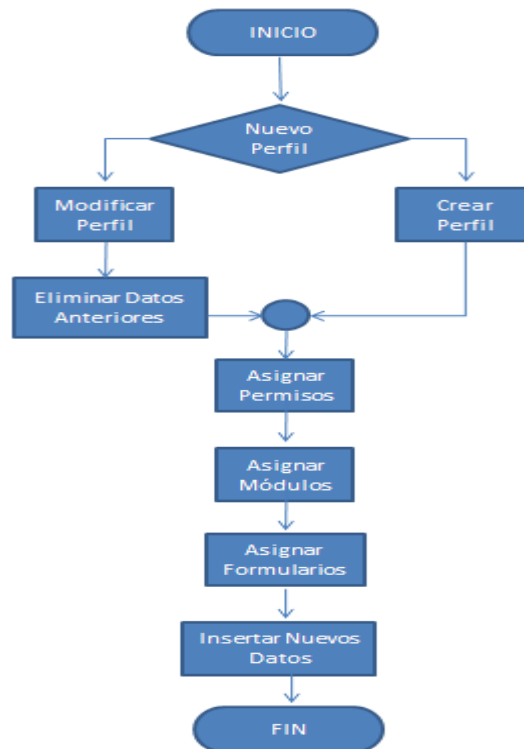 INICIO
Nuevo
Perfil
Modificar
Perfil
Crear
Perfil
Eliminar Datos
Anteriores
Asignar
Permisos
Asignar
Módulos
Asignar
Formularios
Insertar Nuevos
Datos
FIN